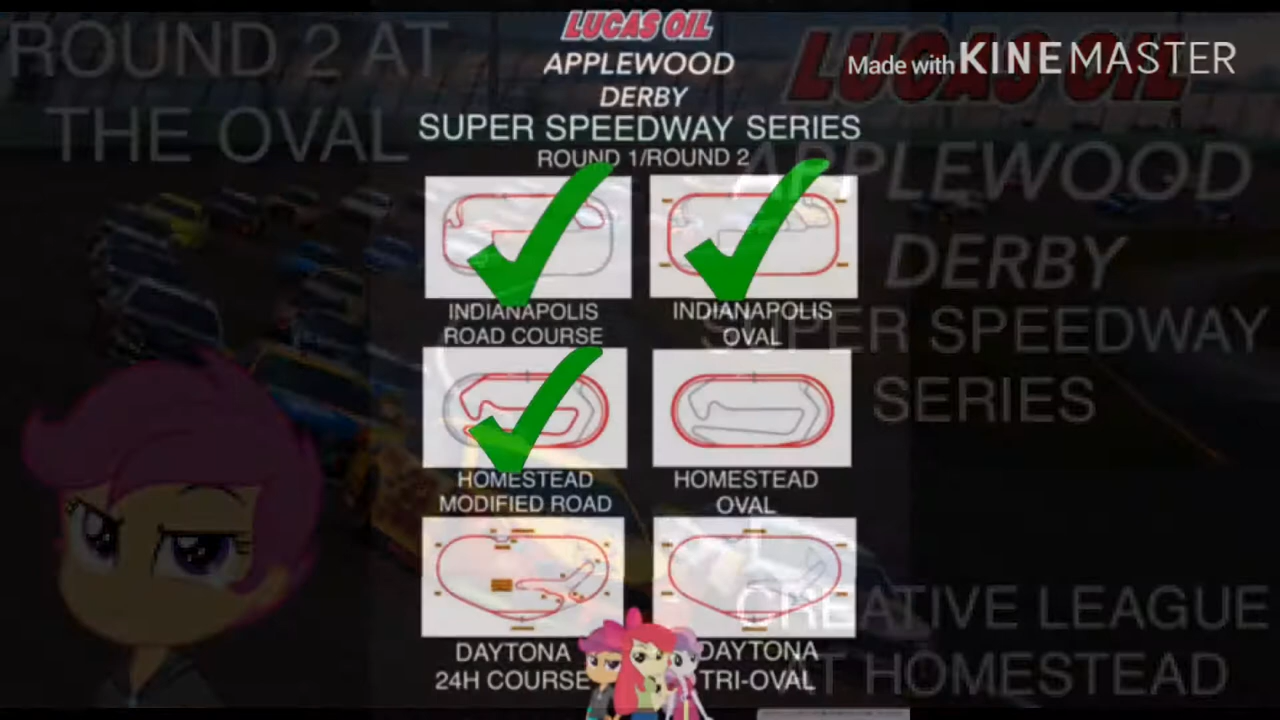 LUCAS OIL
APPLEWOOD
DERBY
SUPER SPEEDWAY SERIES
ROUND 1/ROUND 2
INDIANAPOLIS
ROAD COURSE
INDIANAPOLIS
OVAL
HOMESTEAD
MODIFIED ROAD
HOMESTEAD
OVAL
DAYTONA
24H COURSE
DAYTONA
TRI-OVAL
ROUND 2 AT
THE OVAL
Made with KINEMASTER
LUCAS OIL
APPLEWOOD
DERBY
SUPER SPEEDWAY
SERIES
CREATIVE LEAGUE
AT HOMESTEAD